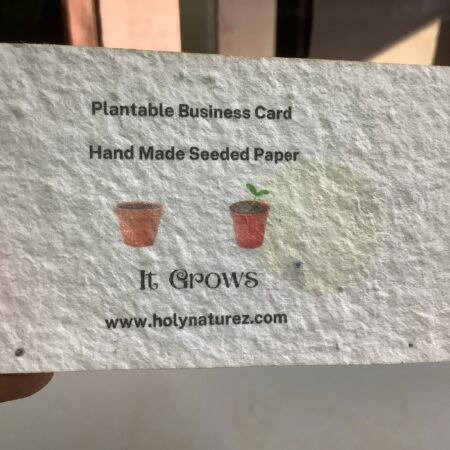 Plantable Business Card
Hand Made Seeded Paper
It Grows
www.holynaturez.com